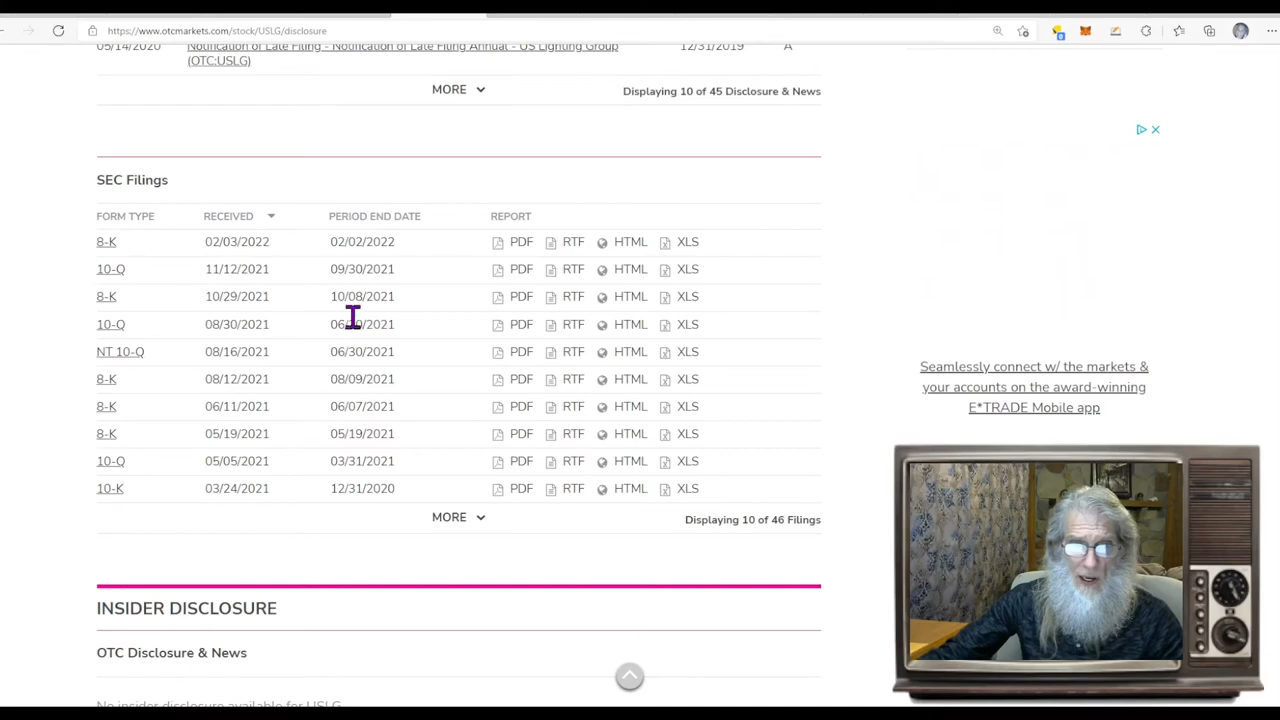 https://www.otcmarkets.com/stock/USLG/disclosure
05/14/2020 Notification of Late Filing - Notification of Late Filing Annual - US Lighting Group 12/31/2019 A
(OTC:USLG)
MORE Displaying 10 of 45 Disclosure & News
SEC Filings
FORM TYPE RECEIVED PERIOD END DATE REPORT
8-K 02/03/2022 02/02/2022 PDF RTF HTML XLS
10-Q 11/12/2021 09/30/2021 PDF RTF HTML XLS
8-K 10/29/2021 10/08/2021 PDF RTF HTML XLS
10-Q 08/30/2021 06/30/2021 PDF RTF HTML XLS
NT 10-Q 08/16/2021 06/30/2021 PDF RTF HTML XLS
8-K 08/12/2021 08/09/2021 PDF RTF HTML XLS
8-K 06/11/2021 06/07/2021 PDF RTF HTML XLS
8-K 05/19/2021 05/19/2021 PDF RTF HTML XLS
10-Q 05/05/2021 03/31/2021 PDF RTF HTML XLS
10-K 03/24/2021 12/31/2020 PDF RTF HTML XLS
MORE Displaying 10 of 46 Filings
INSIDER DISCLOSURE
OTC Disclosure & News
No insider disclosure available for USLG
Seamlessly connect w/ the markets &
your accounts on the award-winning
E*TRADE Mobile app